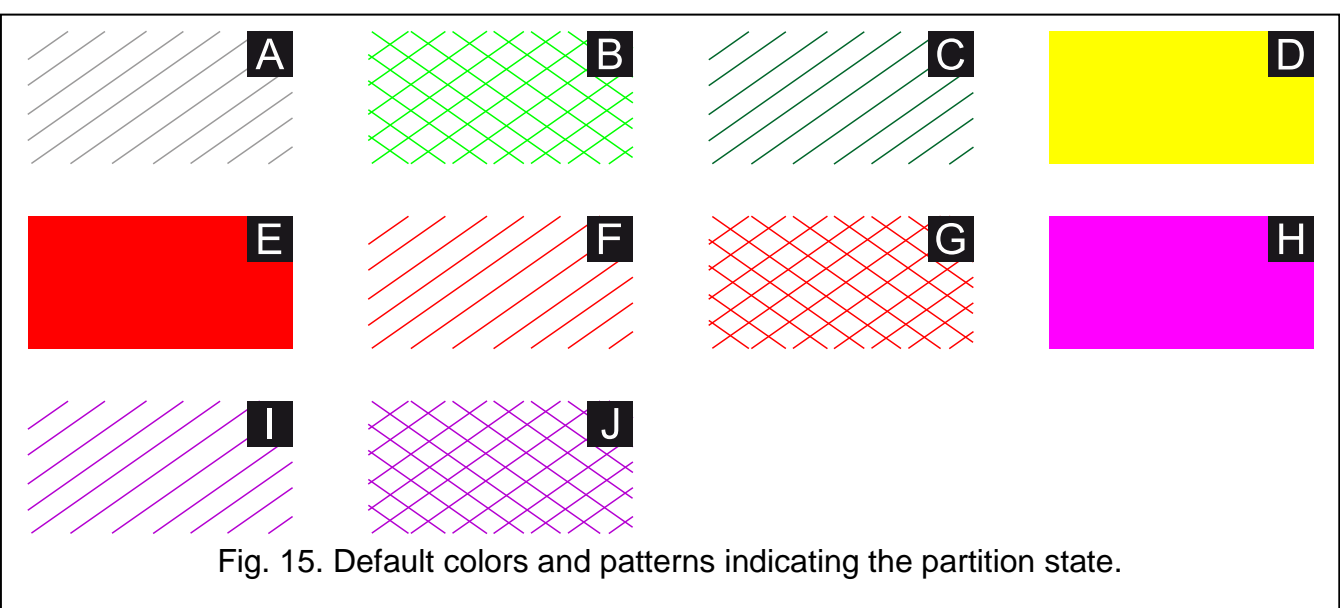 A B C D
E F G H
I J
Fig. 15. Default colors and patterns indicating the partition state.